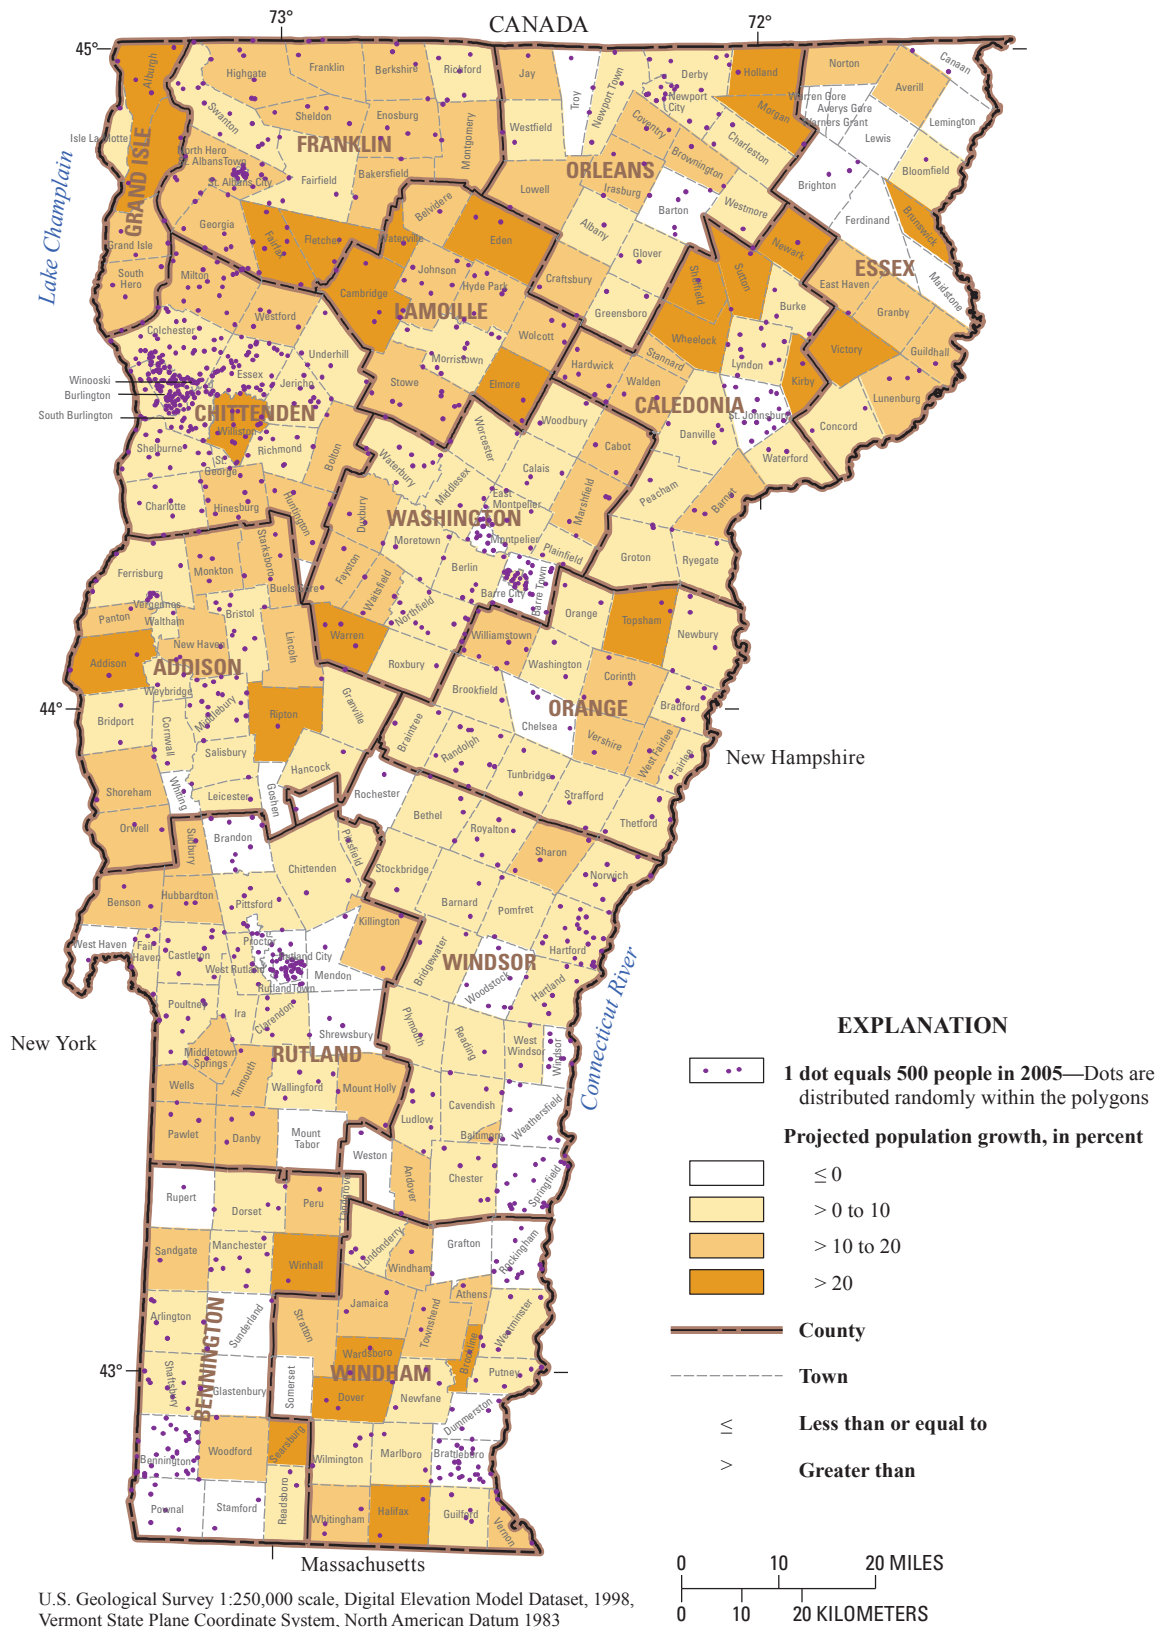 73°
CANADA
72°
45°
Alburgh
Highgate
Franklin
Berkshire
Richford
Jay
Troy
Newport Town
Derby
Holland
Norton
Canaan
Averill
Warren Gore
Averys Gore
Warners Grant
Lewis
Lemington
Isle La Motte
Swanton
Sheldon
Enosburg
Montgomery
Westfield
Newport
City
Morgan
Coventry
Charleston
FRANKLIN
North Hero
St. Albans Town
St. Albans City
Fairfield
Bakersfield
Lowell
ORLEANS
Irasburg
Brownington
Brighton
Bloomfield
GRAND ISLE
Lake Champlain
Georgia
Belvidere
Barton
Westmore
Ferdinand
Brunswick
Fairfax
Fletcher
Waterville
Eden
Albany
Glover
Newark
Maidstone
Grand Isle
South
Hero
Milton
Cambridge
Johnson
Hyde Park
Craftsbury
Sheffield
Sutton
ESSEX
East Haven
Burke
Granby
Colchester
Westford
LAMOILLE
Wolcott
Greensboro
Wheelock
Victory
Guildhall
Underhill
Morristown
Hardwick
Stannard
Lyndon
Winooski
Essex
Jericho
Stowe
Elmore
Walden
Kirby
Lunenburg
Burlington
South Burlington
CHITTENDEN
Williston
Worcester
Woodbury
CALEDONIA
St. Johnsbury
Concord
Shelburne
St.
George
Richmond
Bolton
Waterbury
Middlesex
Calais
Cabot
Danville
Waterford
Charlotte
Hinesburg
Huntington
Duxbury
East
Montpelier
Marshfield
Peacham
Barnet
WASHINGTON
Moretown
Montpelier
Plainfield
Groton
Ryegate
Ferrisburg
Monkton
Starksboro
Buels Gore
Fayston
Waitsfield
Berlin
Barre City
Barre Town
Vergennes
Panton
Waltham
Bristol
Northfield
Orange
Topsham
Newbury
Addison
New Haven
ADDISON
Lincoln
Warren
Roxbury
Williamstown
Washington
Corinth
Weybridge
Middlebury
Ripton
Granville
Brookfield
ORANGE
Chelsea
Bradford
44°
Bridport
Cornwall
Salisbury
Hancock
Braintree
Randolph
Vershire
West Fairlee
Fairlee
New Hampshire
Shoreham
Whiting
Leicester
Goshen
Rochester
Tunbridge
Strafford
Thetford
Orwell
Sudbury
Brandon
Chittenden
Pittsfield
Bethel
Royalton
Sharon
Norwich
Stockbridge
Benson
Hubbardton
Pittsford
Killington
Barnard
Pomfret
West Haven
Fair
Haven
Castleton
Proctor
West Rutland
Rutland City
Rutland Town
Mendon
Bridgewater
WINDSOR
Woodstock
Hartford
Hartland
Connecticut River
New York
Poultney
Ira
Clarendon
Shrewsbury
Plymouth
Reading
West
Windsor
Windsor
Middletown
Springs
Tinmouth
RUTLAND
Wells
Wallingford
Mount Holly
Ludlow
Cavendish
Weathersfield
Baltimore
Pawlet
Danby
Mount
Tabor
Weston
Andover
Chester
Springfield
Rupert
Dorset
Peru
Landgrove
Londonderry
Grafton
Rockingham
Sandgate
Manchester
Winhall
Windham
Athens
Arlington
Sunderland
Stratton
Jamaica
Townshend
Westminster
BENNINGTON
Wardsboro
Brookline
43°
Shaftsbury
Glastenbury
Somerset
WINDHAM
Putney
Dover
Newfane
Dummerston
Bennington
Woodford
Searsburg
Wilmington
Marlboro
Brattleboro
Pownal
Stamford
Readsboro
Whitingham
Halifax
Guilford
Vernon
Massachusetts
EXPLANATION
1 dot equals 500 people in 2005—Dots are
distributed randomly within the polygons
Projected population growth, in percent
≤ 0
> 0 to 10
> 10 to 20
> 20
County
Town
≤ Less than or equal to
> Greater than
0 10 20 MILES
0 10 20 KILOMETERS
U.S. Geological Survey 1:250,000 scale, Digital Elevation Model Dataset, 1998,
Vermont State Plane Coordinate System, North American Datum 1983